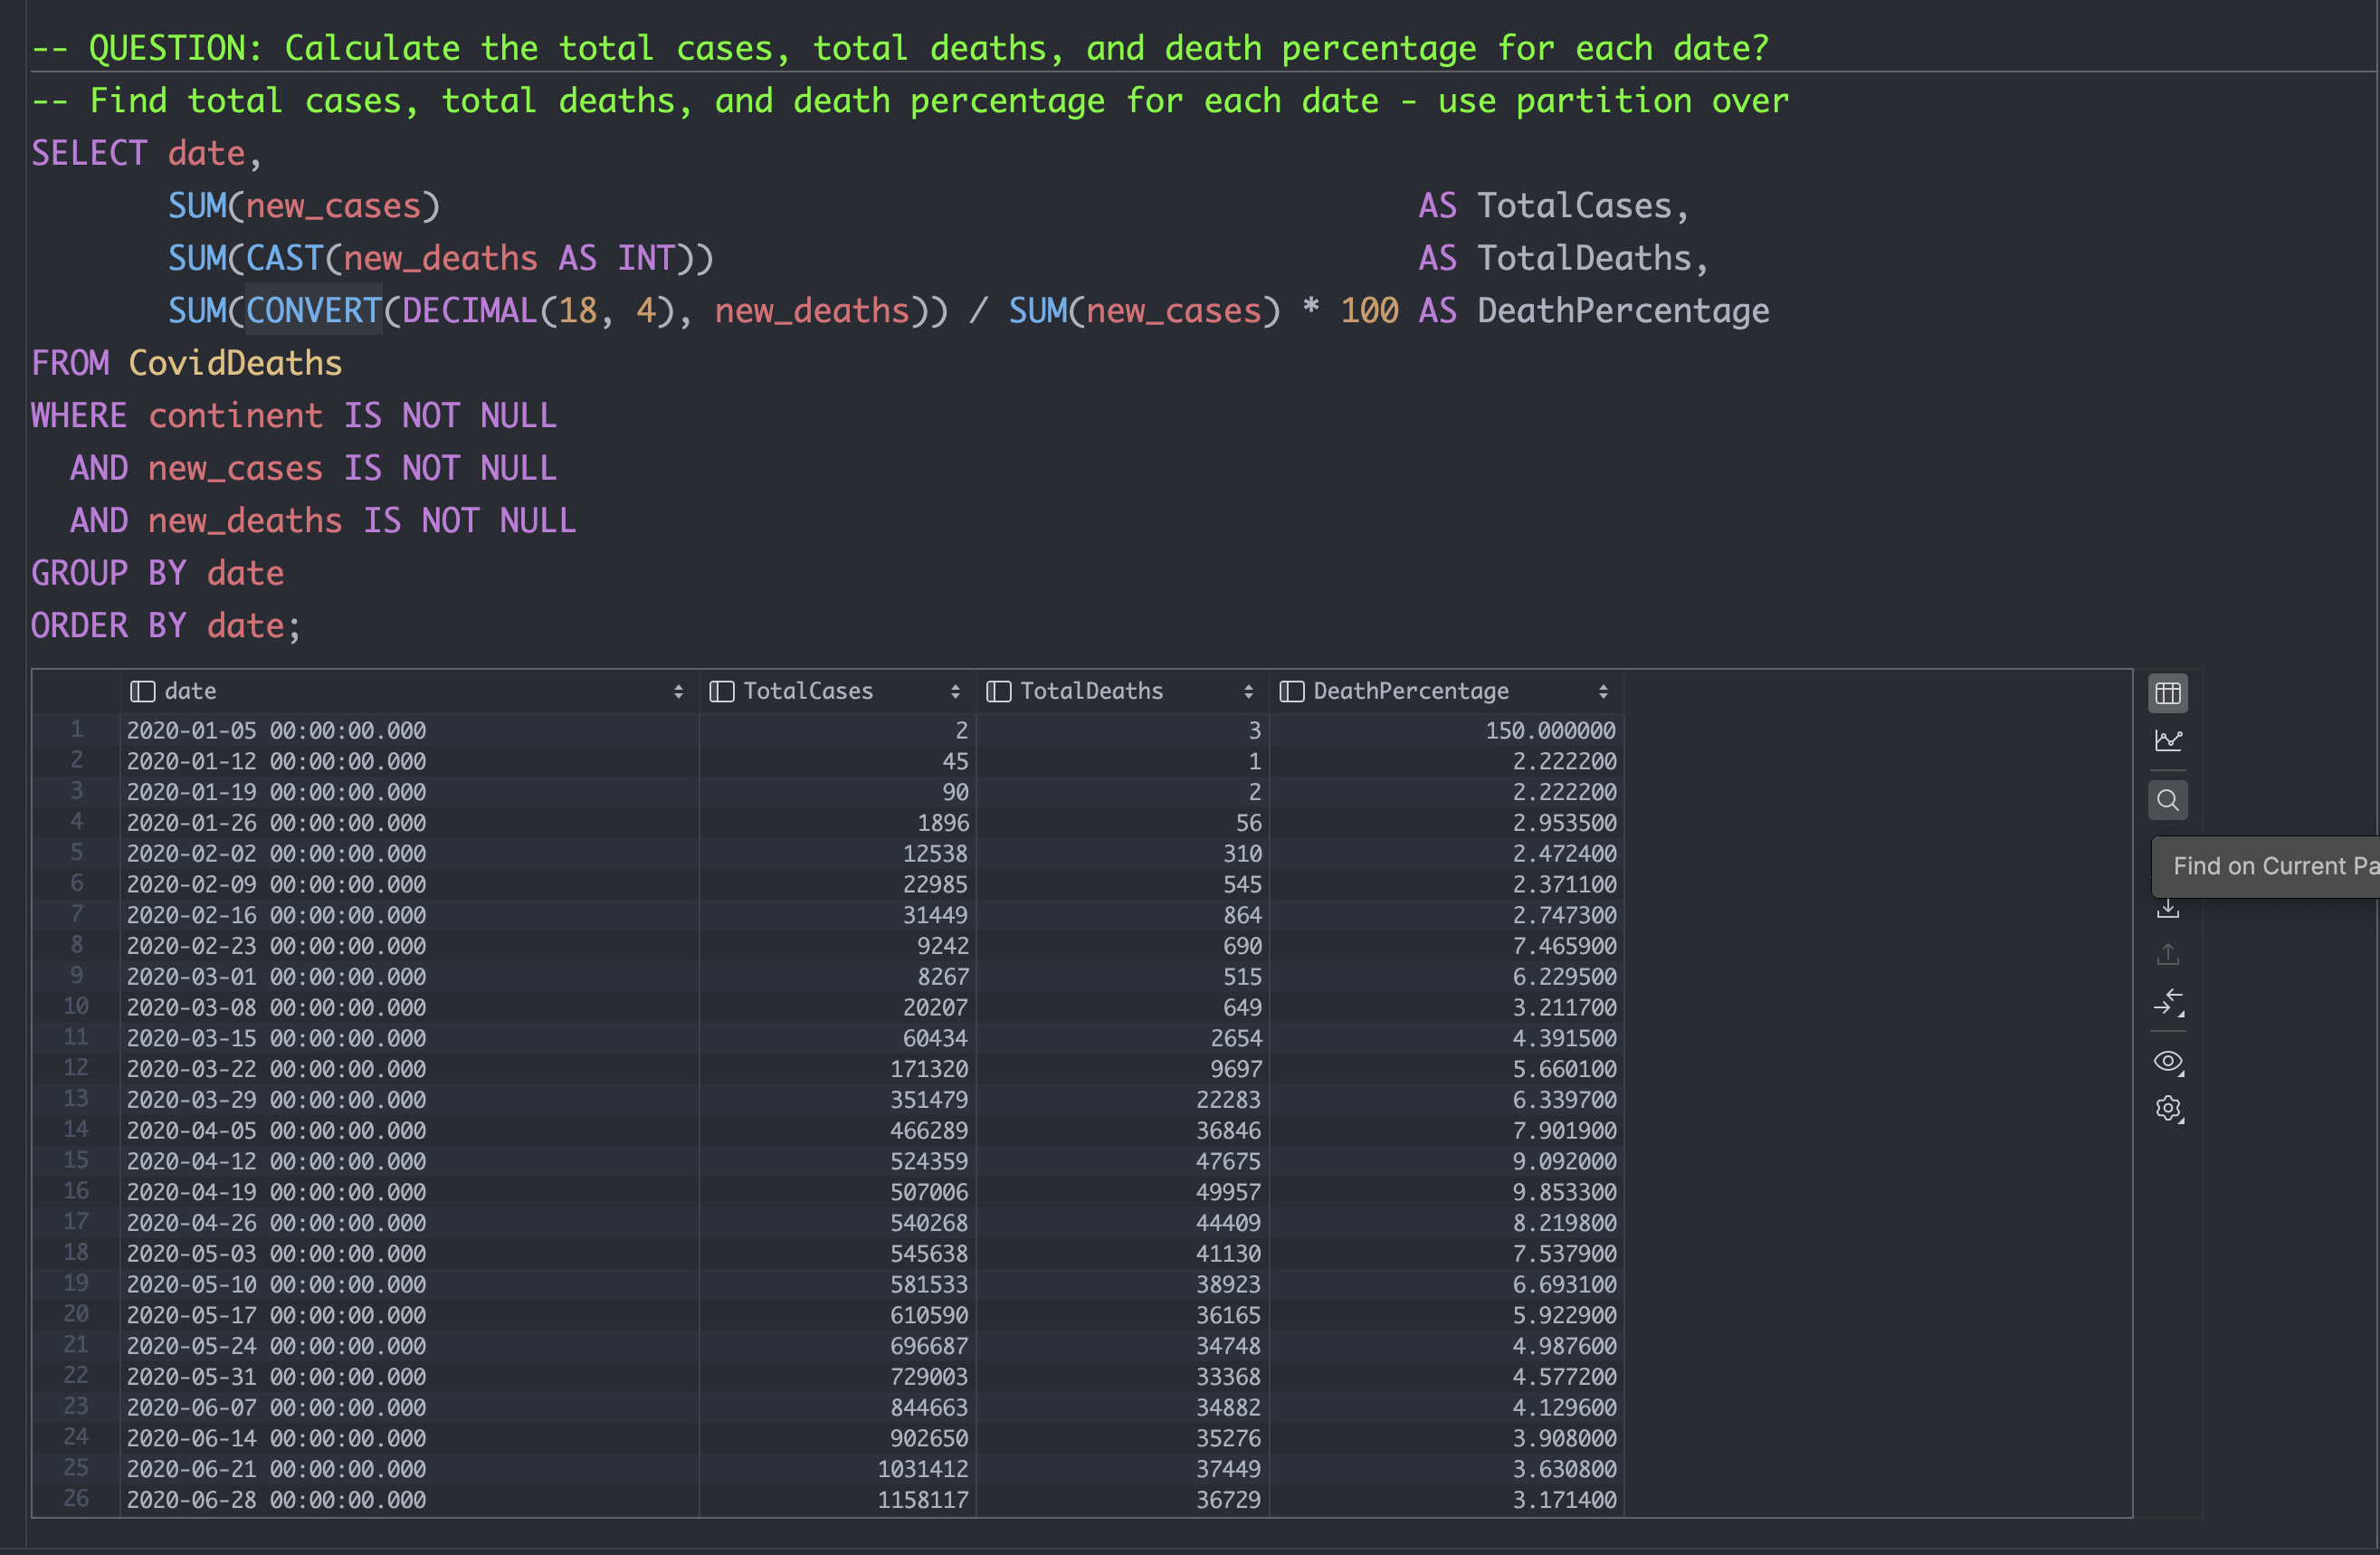 -- QUESTION: Calculate the total cases, total deaths, and death percentage for each date?
-- Find total cases, total deaths, and death percentage for each date - use partition over
SELECT date,
SUM(new_cases) AS TotalCases,
SUM(CAST(new_deaths AS INT)) AS TotalDeaths,
SUM(CONVERT(DECIMAL(18, 4), new_deaths)) / SUM(new_cases) * 100 AS DeathPercentage
FROM CovidDeaths
WHERE continent IS NOT NULL
AND new_cases IS NOT NULL
AND new_deaths IS NOT NULL
GROUP BY date
ORDER BY date;
date TotalCases TotalDeaths DeathPercentage
1 2020-01-05 00:00:00.000 2 3 150.000000
2 2020-01-12 00:00:00.000 45 1 2.222200
3 2020-01-19 00:00:00.000 90 2 2.222200
4 2020-01-26 00:00:00.000 1896 56 2.953500
5 2020-02-02 00:00:00.000 12538 310 2.472400
Find on Current Pa
6 2020-02-09 00:00:00.000 22985 545 2.371100
7 2020-02-16 00:00:00.000 31449 864 2.747300
8 2020-02-23 00:00:00.000 9242 690 7.465900
9 2020-03-01 00:00:00.000 8267 515 6.229500
10 2020-03-08 00:00:00.000 20207 649 3.211700
11 2020-03-15 00:00:00.000 60434 2654 4.391500
12 2020-03-22 00:00:00.000 171320 9697 5.660100
13 2020-03-29 00:00:00.000 351479 22283 6.339700
14 2020-04-05 00:00:00.000 466289 36846 7.901900
15 2020-04-12 00:00:00.000 524359 47675 9.092000
16 2020-04-19 00:00:00.000 507006 49957 9.853300
17 2020-04-26 00:00:00.000 540268 44409 8.219800
18 2020-05-03 00:00:00.000 545638 41130 7.537900
19 2020-05-10 00:00:00.000 581533 38923 6.693100
20 2020-05-17 00:00:00.000 610590 36165 5.922900
21 2020-05-24 00:00:00.000 696687 34748 4.987600
22 2020-05-31 00:00:00.000 729003 33368 4.577200
23 2020-06-07 00:00:00.000 844663 34882 4.129600
24 2020-06-14 00:00:00.000 902650 35276 3.908000
25 2020-06-21 00:00:00.000 1031412 37449 3.630800
26 2020-06-28 00:00:00.000 1158117 36729 3.171400